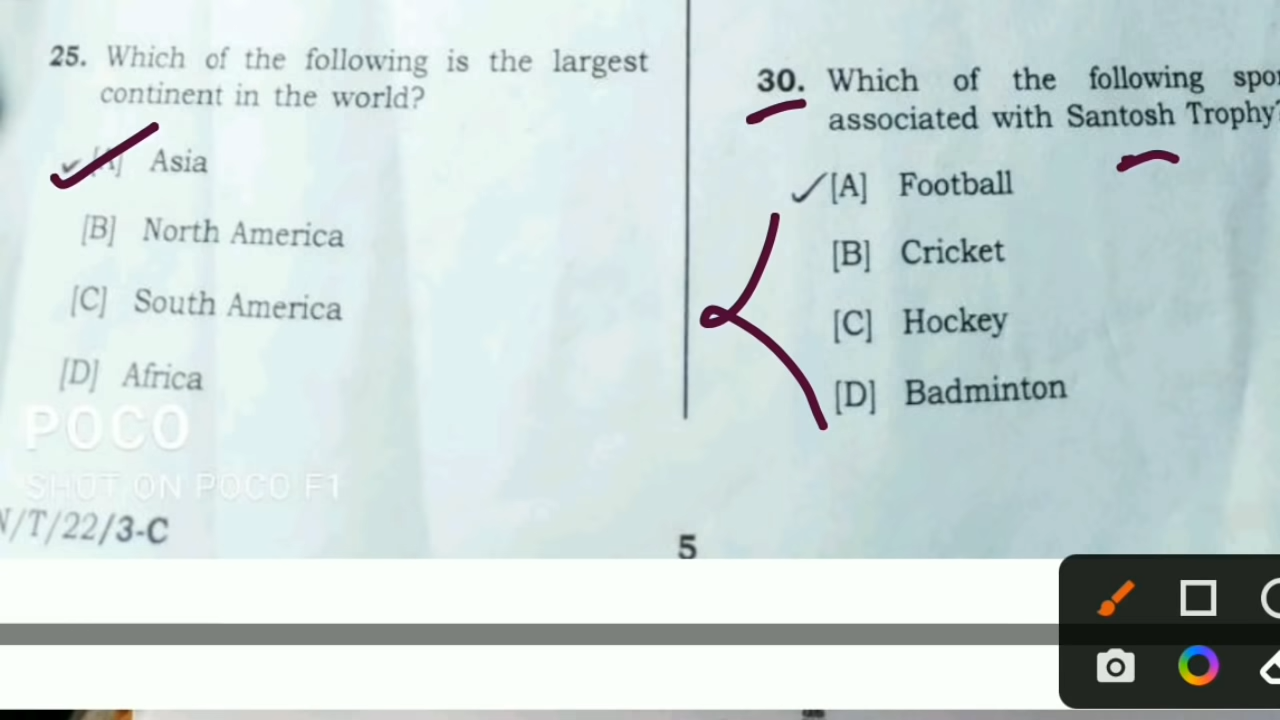 25. Which of the following is the largest
continent in the world?
[A] Asia
[B] North America
[C] South America
[D] Africa
POCO
SHOT ON POCO F1
/T/22/3-C
30. Which of the following
associated with Santosh Trophy?
[A] Football
[B] Cricket
[C] Hockey
[D] Badminton
5